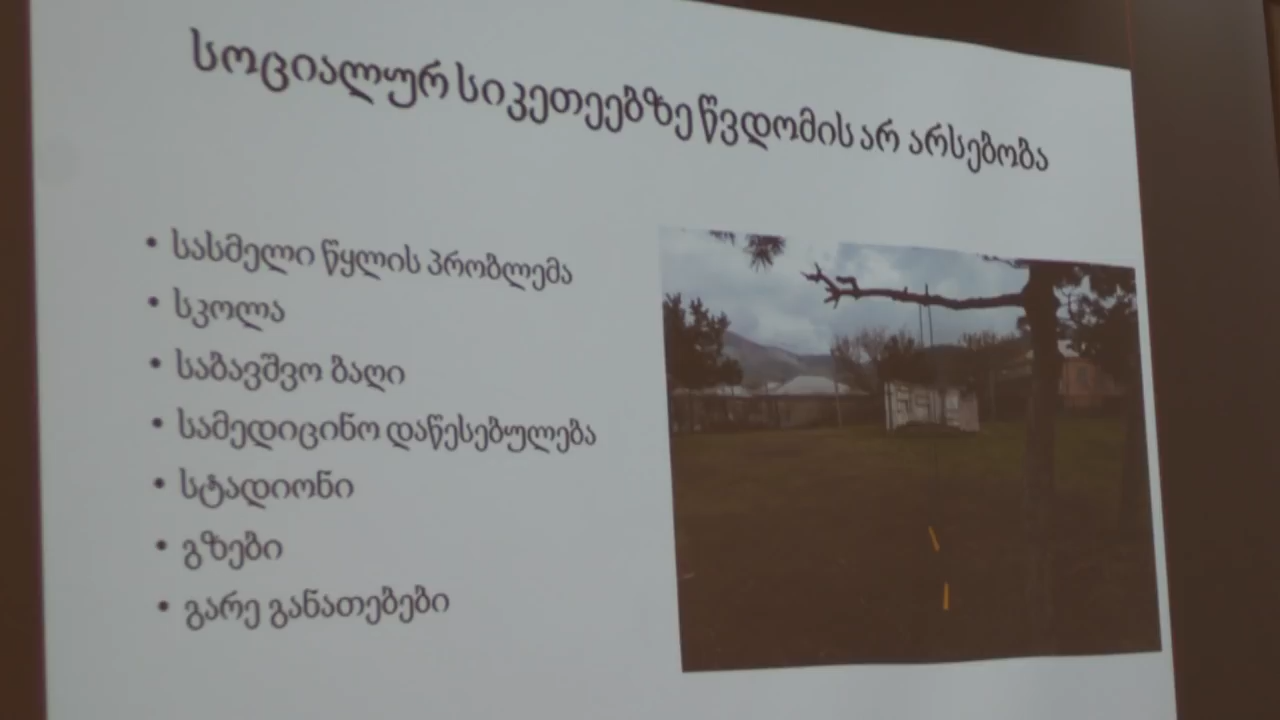 სოციალურ სიკეთეებზე წვდომის არ არსებობა
• სასმელი წყლის პრობლემა
• სკოლა
• საბავშვო ბაღი
• სამედიცინო დაწესებულება
• სტადიონი
• გზები
• გარე განათებები